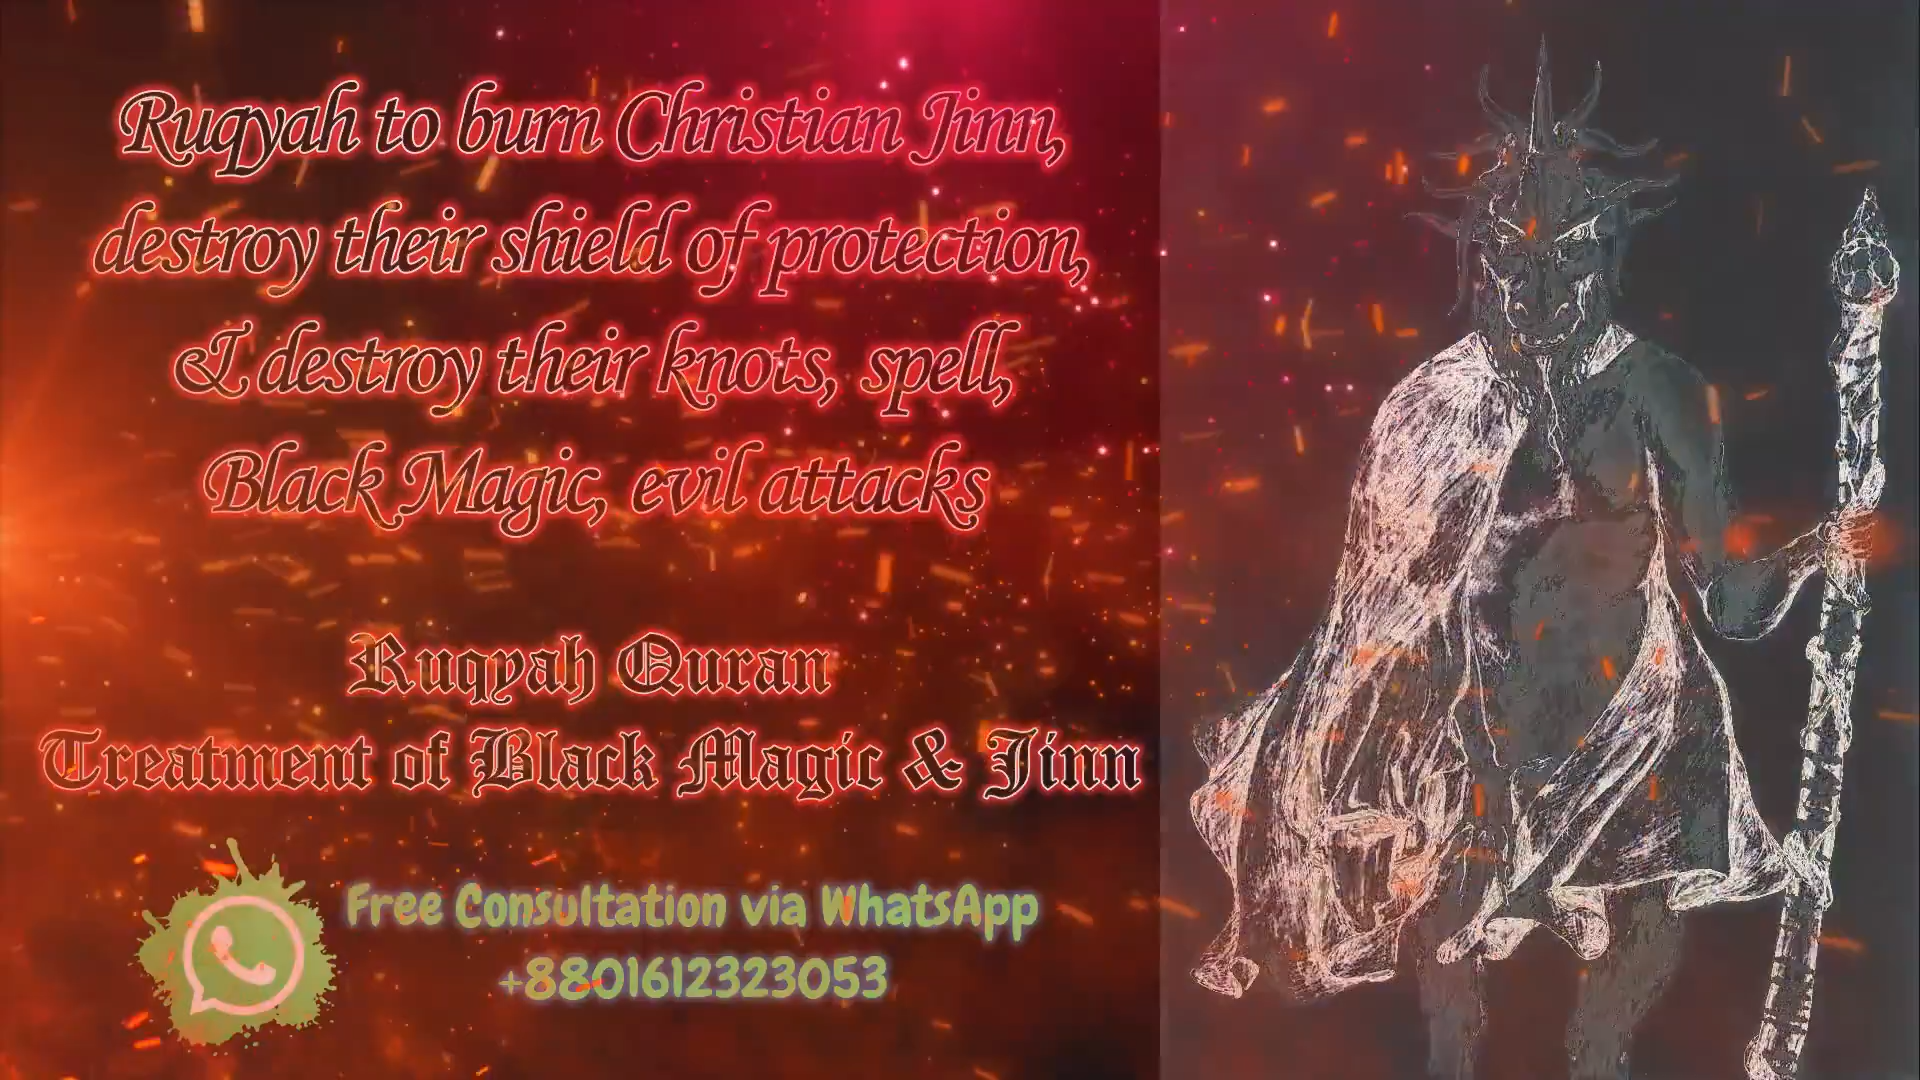 Ruqyah to burn Christian Jinn,
destroy their shield of protection,
& destroy their knots, spell,
Black Magic, evil attacks
Ruqyah Quran
Treatment of Black Magic & Jinn
Free Consultation via WhatsApp
+8801612323053